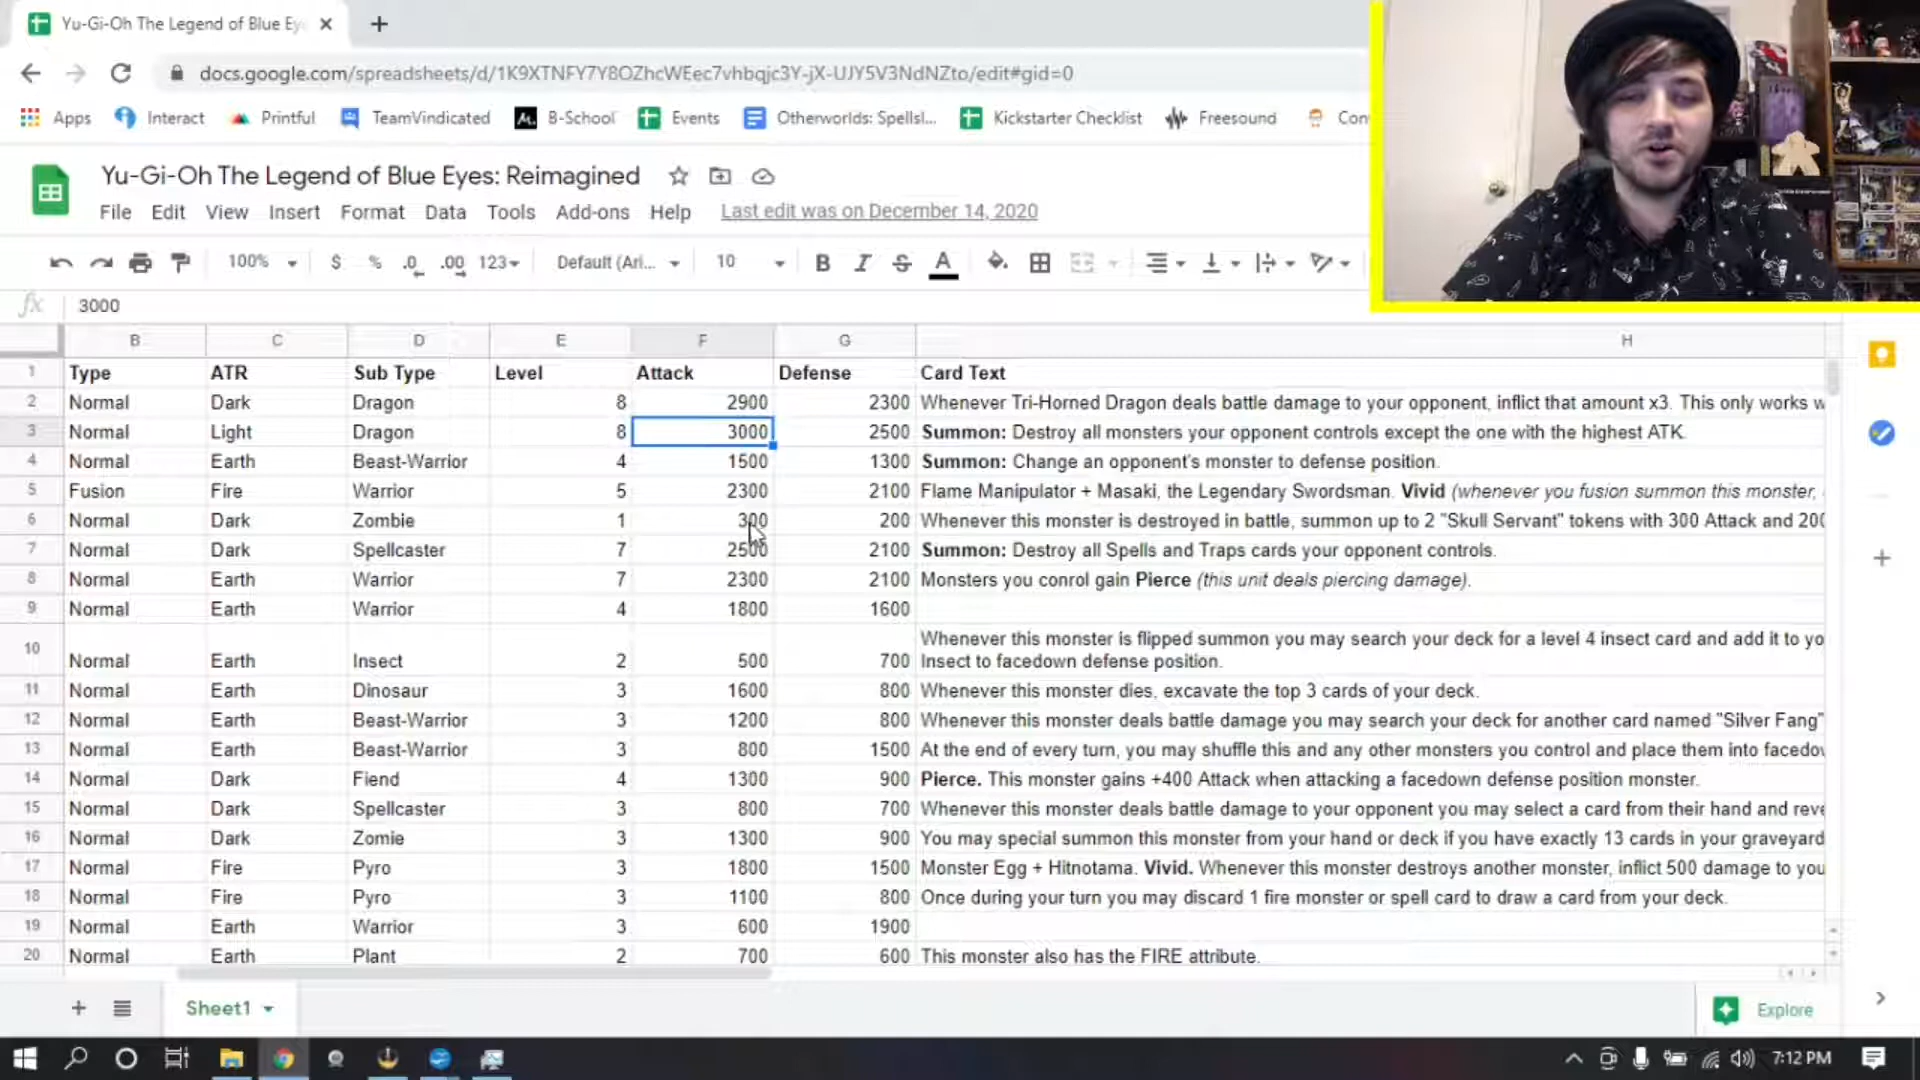 Yu-Gi-Oh The Legend of Blue Ey
docs.google.com/spreadsheets/d/1K9XTNFY7Y8OZhcWEec7vhbqjc3Y-jX-UJY5V3NdNZto/edit#gid=0
Apps Interact Printful TeamVindicated B-School Events Otherworlds: Spellsl... Kickstarter Checklist Freesound Con
Yu-Gi-Oh The Legend of Blue Eyes: Reimagined
File Edit View Insert Format Data Tools Add-ons Help Last edit was on December 14, 2020
100% $ % .0 .00 123 Default (Ari... 10 B I S A
fx 3000
B C D E F G H
1 Type ATR Sub Type Level Attack Defense Card Text
2 Normal Dark Dragon 8 2900 2300 Whenever Tri-Horned Dragon deals battle damage to your opponent, inflict that amount x3. This only works w
3 Normal Light Dragon 8 3000 2500 Summon: Destroy all monsters your opponent controls except the one with the highest ATK.
4 Normal Earth Beast-Warrior 4 1500 1300 Summon: Change an opponent's monster to defense position.
5 Fusion Fire Warrior 5 2300 2100 Flame Manipulator + Masaki, the Legendary Swordsman. Vivid (whenever you fusion summon this monster,
6 Normal Dark Zombie 1 300 200 Whenever this monster is destroyed in battle, summon up to 2 "Skull Servant" tokens with 300 Attack and 200
7 Normal Dark Spellcaster 7 2500 2100 Summon: Destroy all Spells and Traps cards your opponent controls.
8 Normal Earth Warrior 7 2300 2100 Monsters you conrol gain Pierce (this unit deals piercing damage).
9 Normal Earth Warrior 4 1800 1600
Whenever this monster is flipped summon you may search your deck for a level 4 insect card and add it to yo
10 Normal Earth Insect 2 500 700 Insect to facedown defense position.
11 Normal Earth Dinosaur 3 1600 800 Whenever this monster dies, excavate the top 3 cards of your deck.
12 Normal Earth Beast-Warrior 3 1200 800 Whenever this monster deals battle damage you may search your deck for another card named "Silver Fang"
13 Normal Earth Beast-Warrior 3 800 1500 At the end of every turn, you may shuffle this and any other monsters you control and place them into facedov
14 Normal Dark Fiend 4 1300 900 Pierce. This monster gains +400 Attack when attacking a facedown defense position monster.
15 Normal Dark Spellcaster 3 800 700 Whenever this monster deals battle damage to your opponent you may select a card from their hand and reve
16 Normal Dark Zomie 3 1300 900 You may special summon this monster from your hand or deck if you have exactly 13 cards in your graveyard
17 Normal Fire Pyro 3 1800 1500 Monster Egg + Hitnotama. Vivid. Whenever this monster destroys another monster, inflict 500 damage to you
18 Normal Fire Pyro 3 1100 800 Once during your turn you may discard 1 fire monster or spell card to draw a card from your deck.
19 Normal Earth Warrior 3 600 1900
20 Normal Earth Plant 2 700 600 This monster also has the FIRE attribute.
Sheet1 Explore
7:12 PM